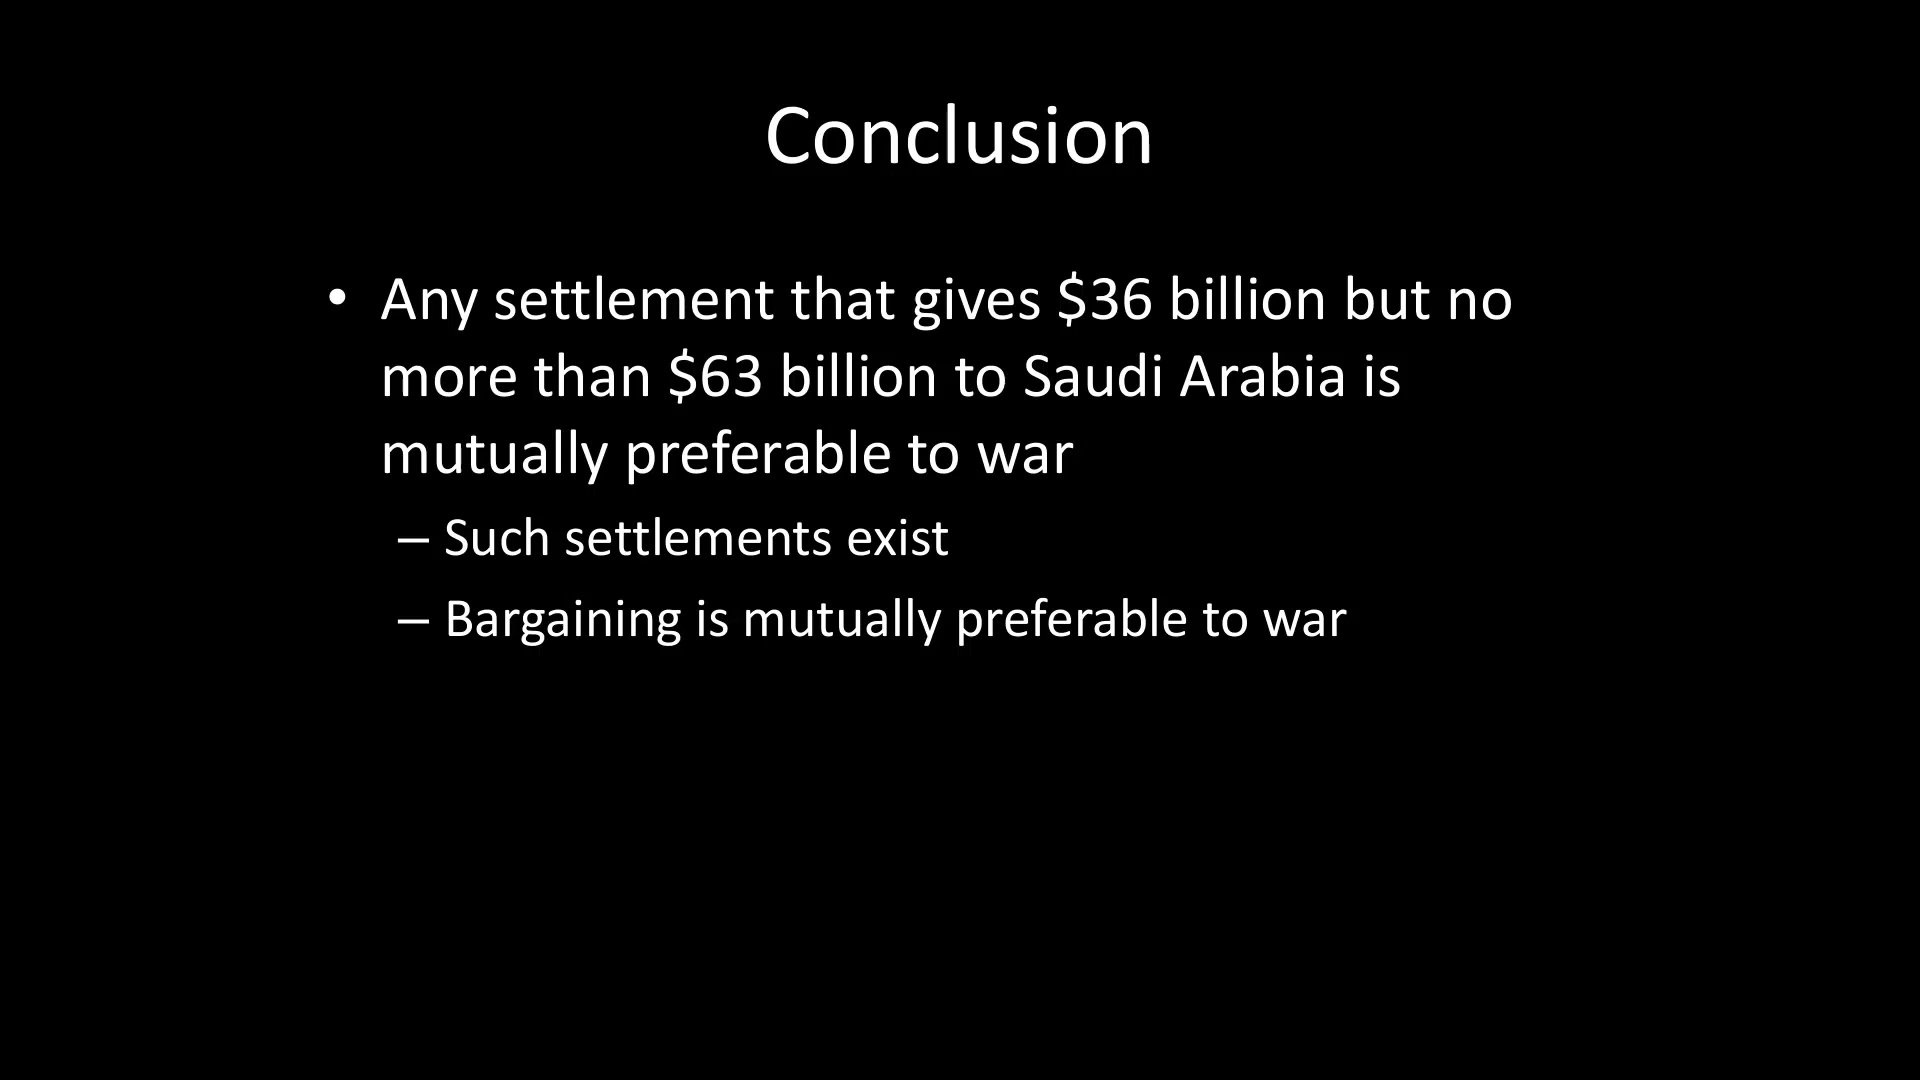 Conclusion
• Any settlement that gives $36 billion but no
more than $63 billion to Saudi Arabia is
mutually preferable to war
– Such settlements exist
– Bargaining is mutually preferable to war